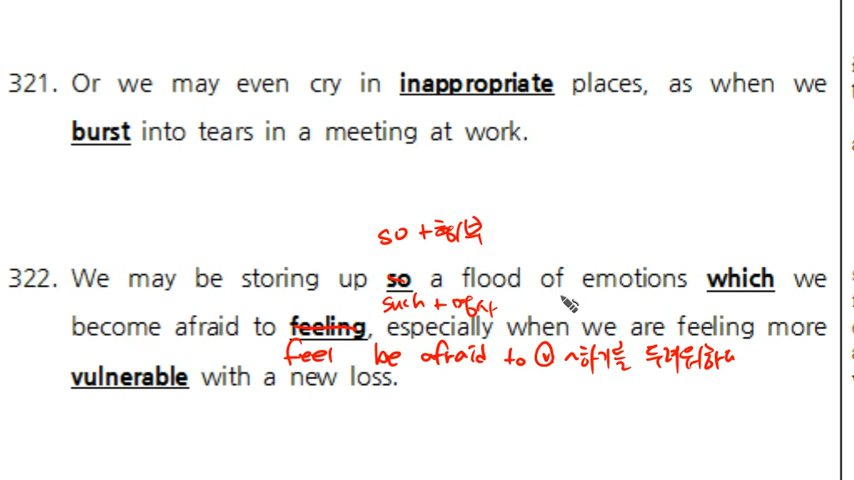 321. Or we may even cry in inappropriate places, as when we
burst into tears in a meeting at work.
so + 형/부
322. We may be storing up so a flood of emotions which we
such + 명사
become afraid to feeling, especially when we are feeling more
feel be afraid to ⓥ ~하기를 두려워하
vulnerable with a new loss.